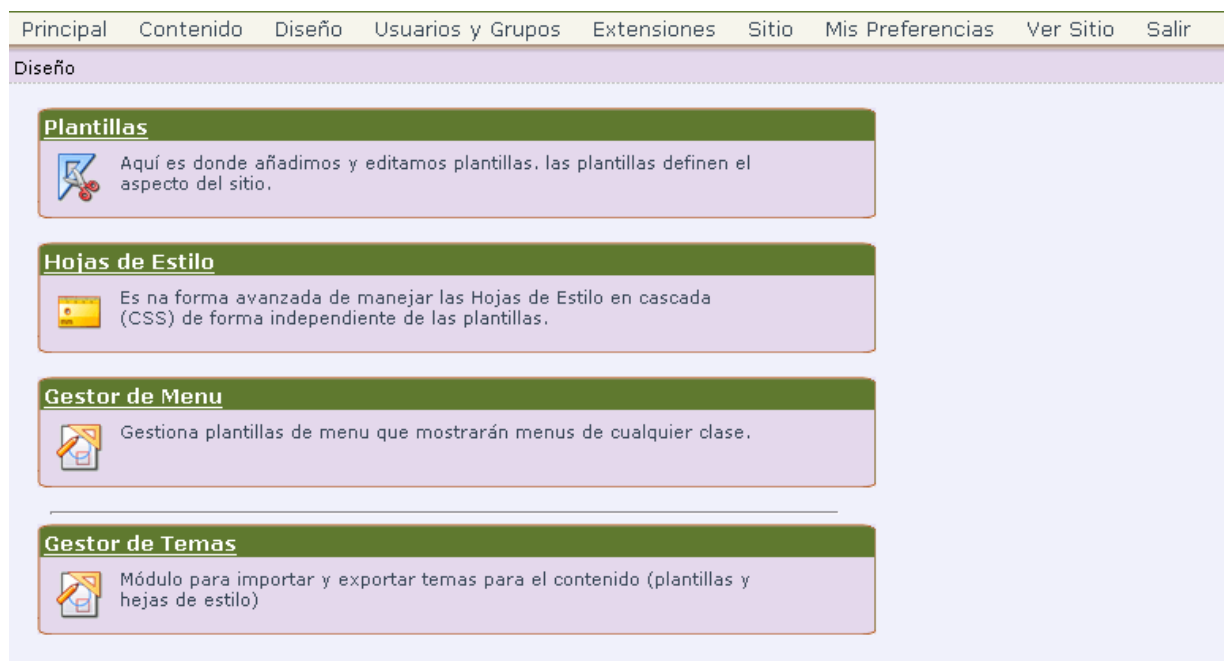 Principal Contenido Diseño Usuarios y Grupos Extensiones Sitio Mis Preferencias Ver Sitio Salir
Diseño
Plantillas
Aquí es donde añadimos y editamos plantillas. las plantillas definen el
aspecto del sitio.
Hojas de Estilo
Es na forma avanzada de manejar las Hojas de Estilo en cascada
(CSS) de forma independiente de las plantillas.
Gestor de Menu
Gestiona plantillas de menu que mostrarán menus de cualquier clase.
Gestor de Temas
Módulo para importar y exportar temas para el contenido (plantillas y
hejas de estilo)